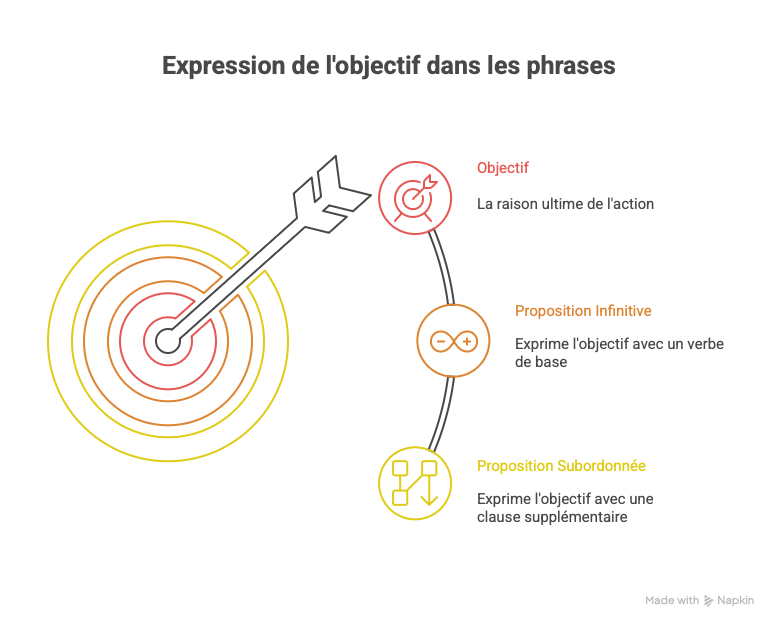 Expression de l'objectif dans les phrases
Objectif
La raison ultime de l'action
Proposition Infinitive
Exprime l'objectif avec un verbe
de base
Proposition Subordonnée
Exprime l'objectif avec une
clause supplémentaire
Made with Napkin